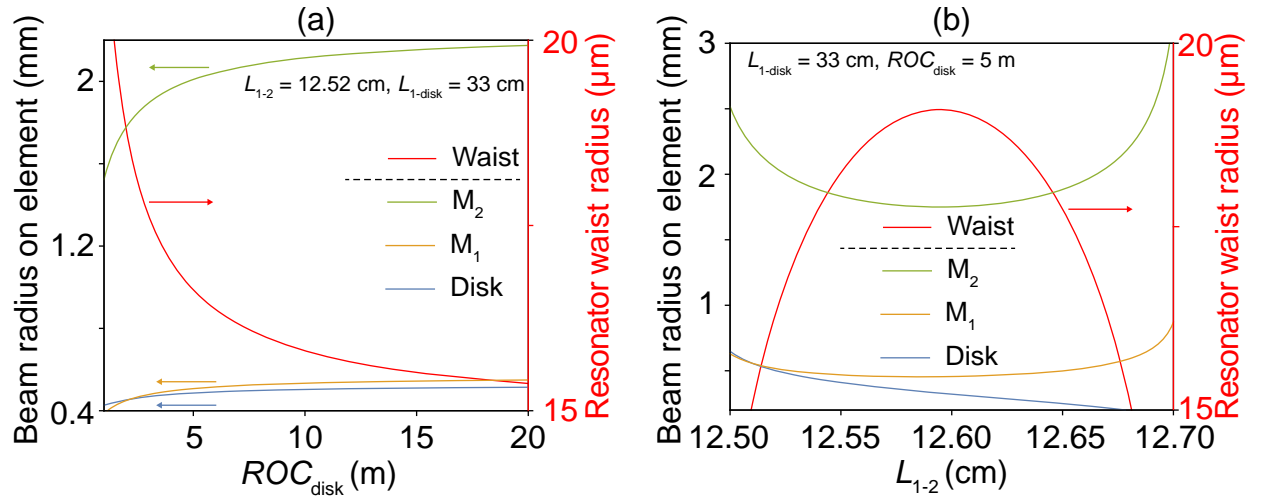 (a)
Beam radius on element (mm)
2
1.2
0.4
L1-2 = 12.52 cm, L1-disk = 33 cm
Waist
M2
M1
Disk
5
10
15
20
ROCdisk (m)
20
15
Resonator waist radius (μm)
(b)
Beam radius on element (mm)
3
2
1
L1-disk = 33 cm, ROCdisk = 5 m
Waist
M2
M1
Disk
12.50
12.55
12.60
12.65
12.70
L1-2 (cm)
20
15
Resonator waist radius (μm)